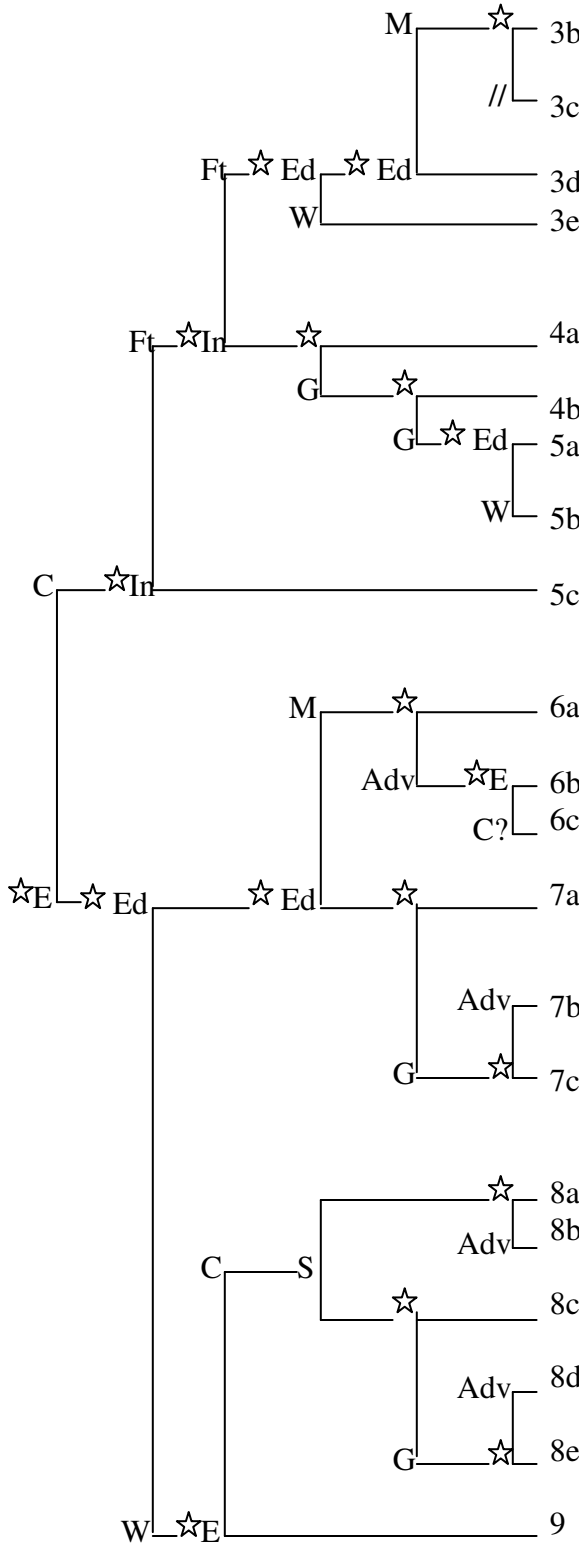 M ☆ 3b
// 3c
Ft ☆ Ed ☆ Ed 3d
W 3e
Ft ☆ In ☆ 4a
G ☆ 4b
G ☆ Ed 5a
W 5b
C ☆ In 5c
M ☆ 6a
Adv ☆ E 6b
C? 6c
☆ E ☆ Ed ☆ Ed ☆ 7a
Adv 7b
G ☆ 7c
☆ 8a
Adv 8b
C S
☆ 8c
Adv 8d
G ☆ 8e
W ☆ E 9